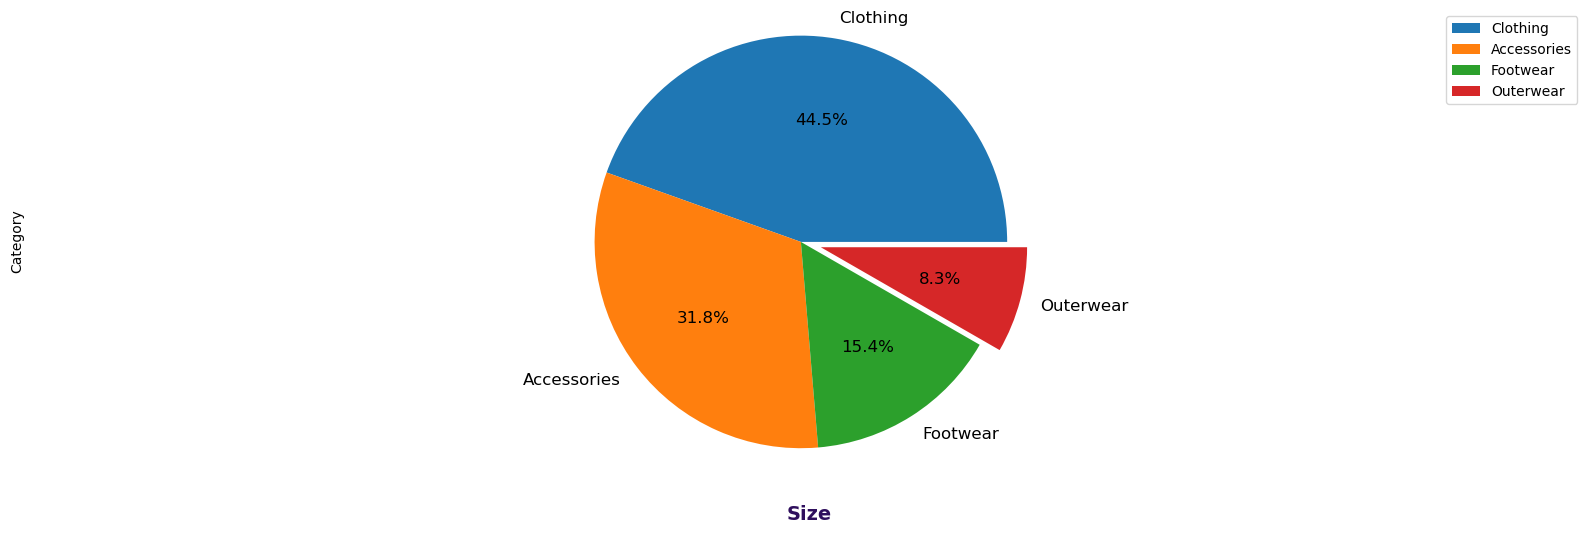 Clothing
44.5%
Accessories
31.8%
Footwear
15.4%
Outerwear
8.3%
Category
Size
Clothing
Accessories
Footwear
Outerwear